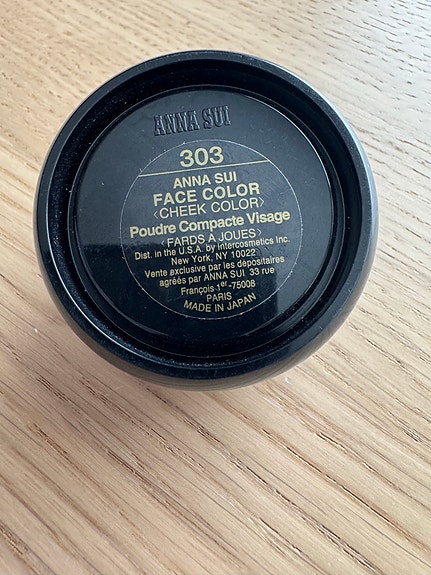 ANNA SUI
303
ANNA SUI
FACE COLOR
〈CHEEK COLOR〉
Poudre Compacte Visage
〈FARDS A JOUES〉
Dist. in the U.S.A. by Intercosmetics Inc.
New York, NY 10022
Vente exclusive par les dépositaires
agréés par ANNA SUI 33 rue
François 1er -75008
PARIS
MADE IN JAPAN